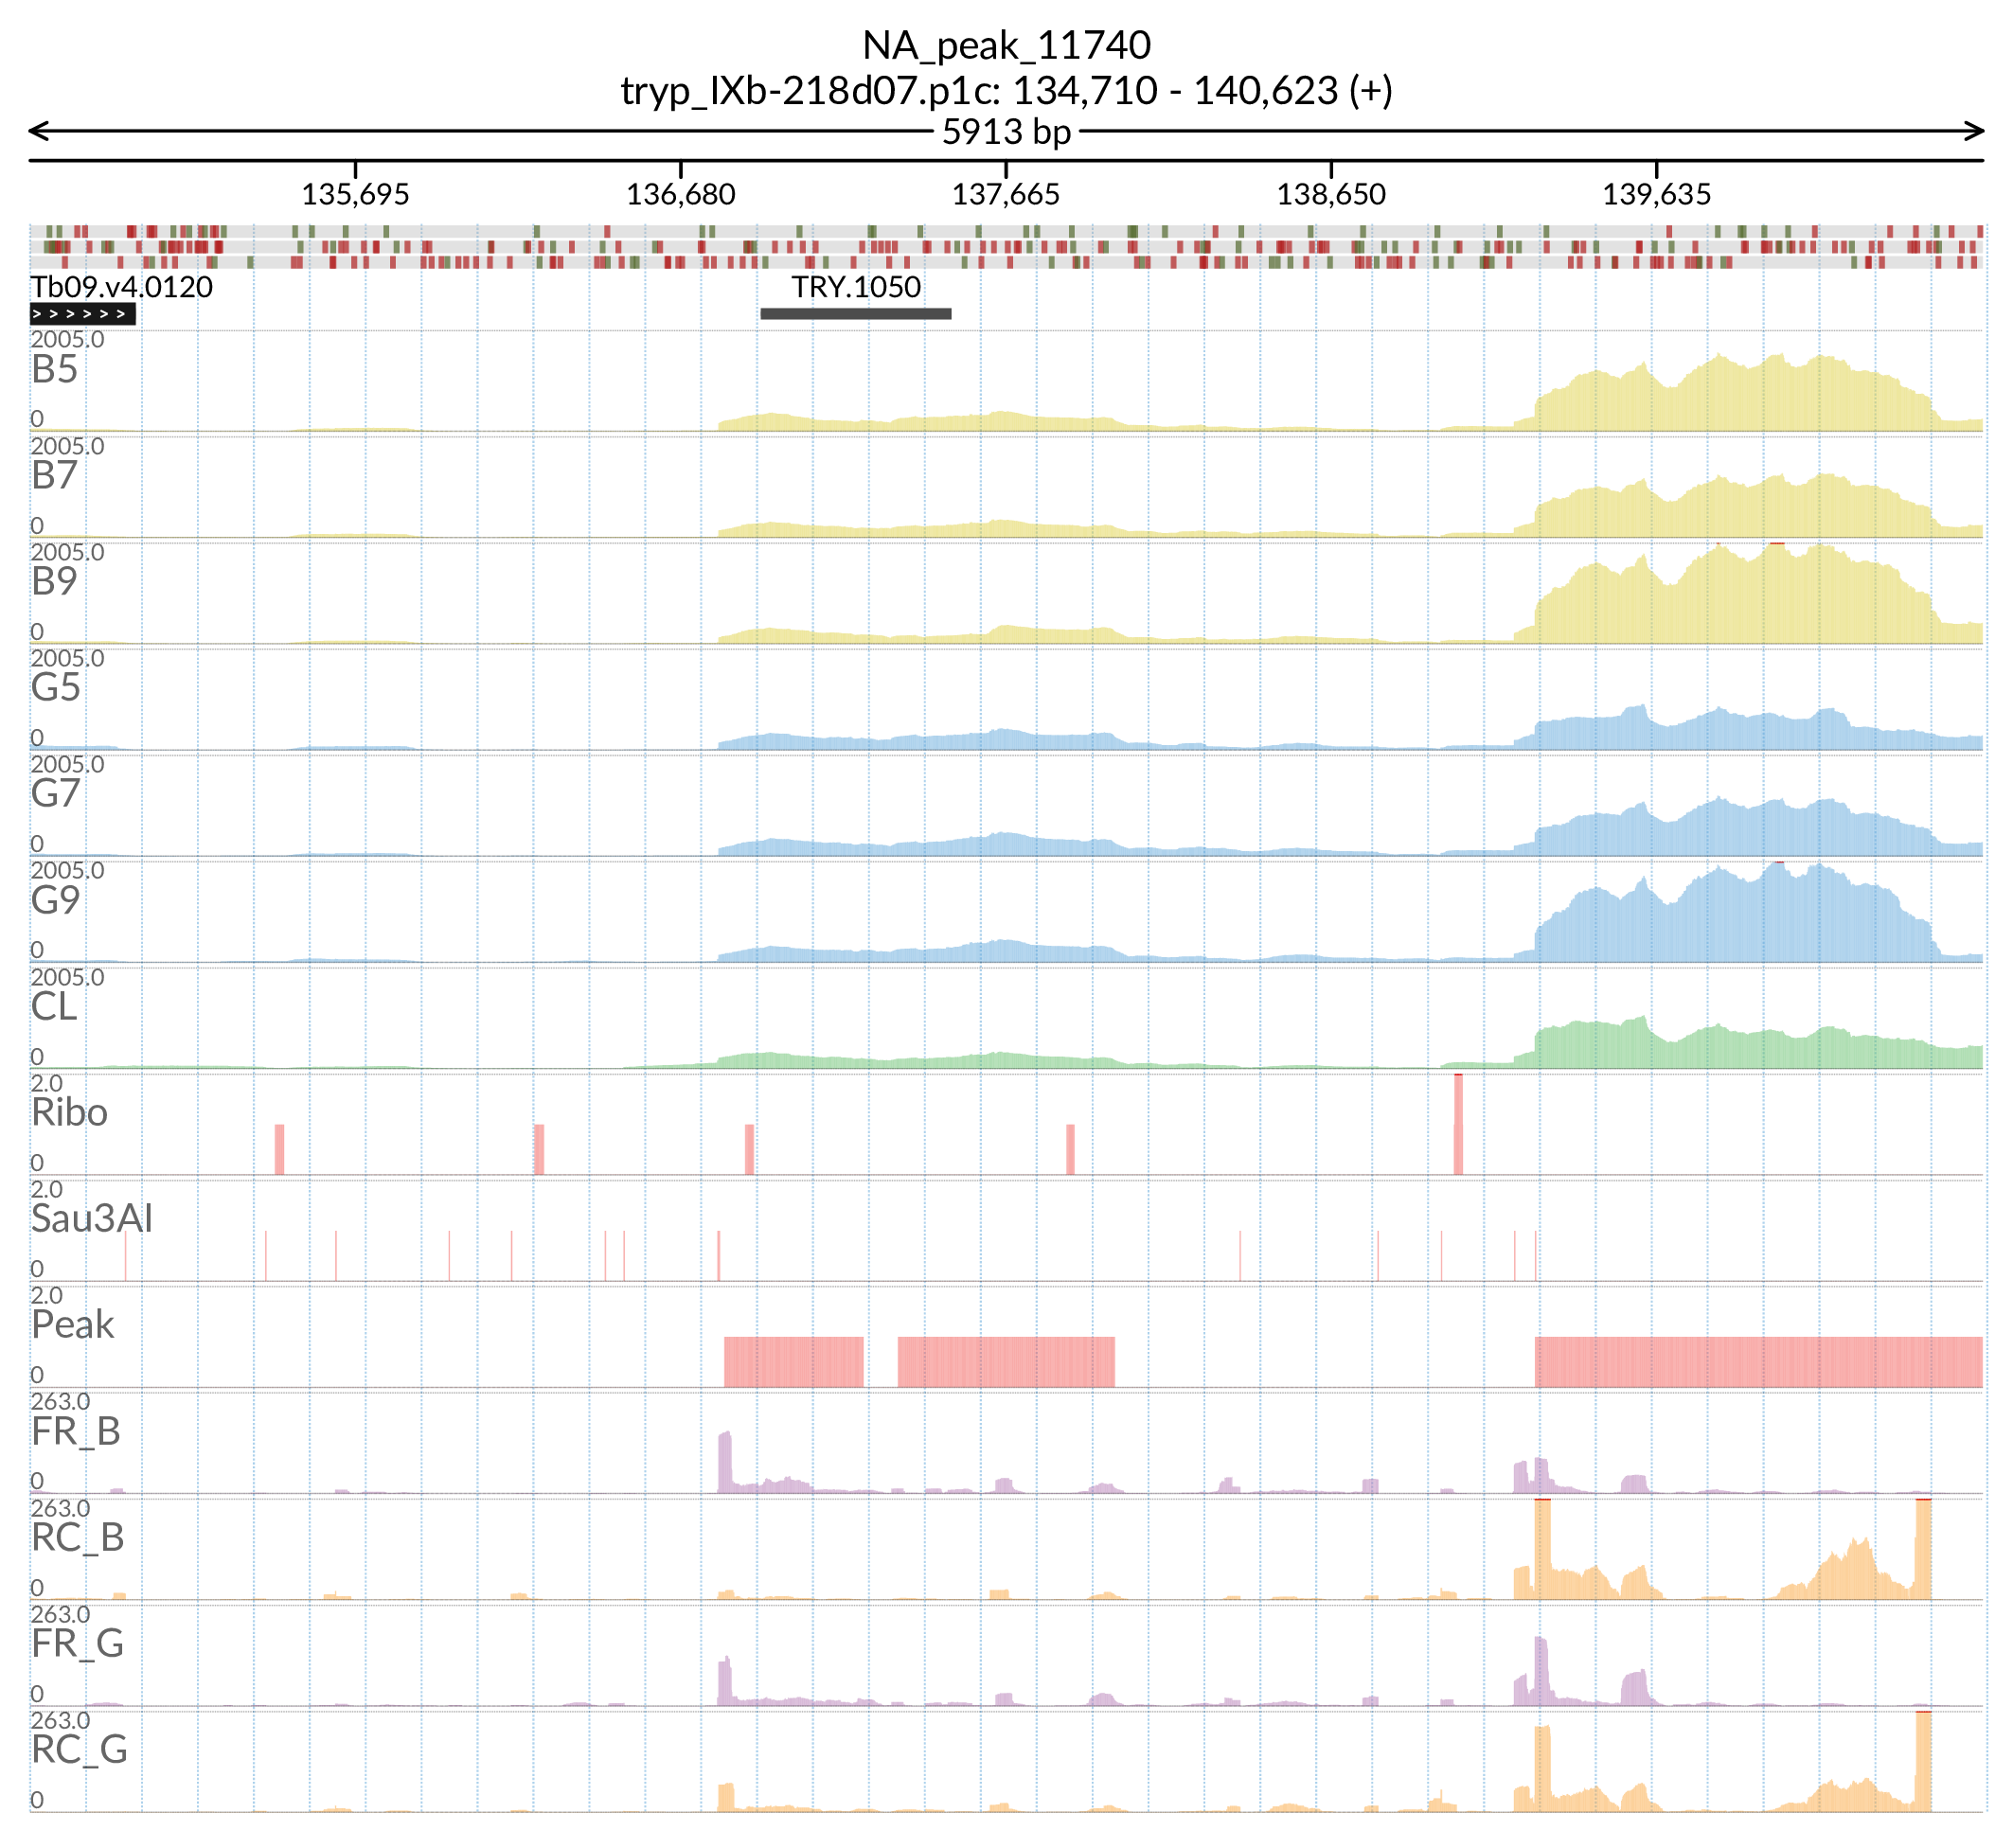 NA_peak_11740
tryp_IXb-218d07.p1c: 134,710 - 140,623 (+)
5913 bp
135,695 136,680 137,665 138,650 139,635
Tb09.v4.0120 TRY.1050
> > > > > >
2005.0
B5
0
2005.0
B7
0
2005.0
B9
0
2005.0
G5
0
2005.0
G7
0
2005.0
G9
0
2005.0
CL
0
2.0
Ribo
0
2.0
Sau3AI
0
2.0
Peak
0
263.0
FR_B
0
263.0
RC_B
0
263.0
FR_G
0
263.0
RC_G
0